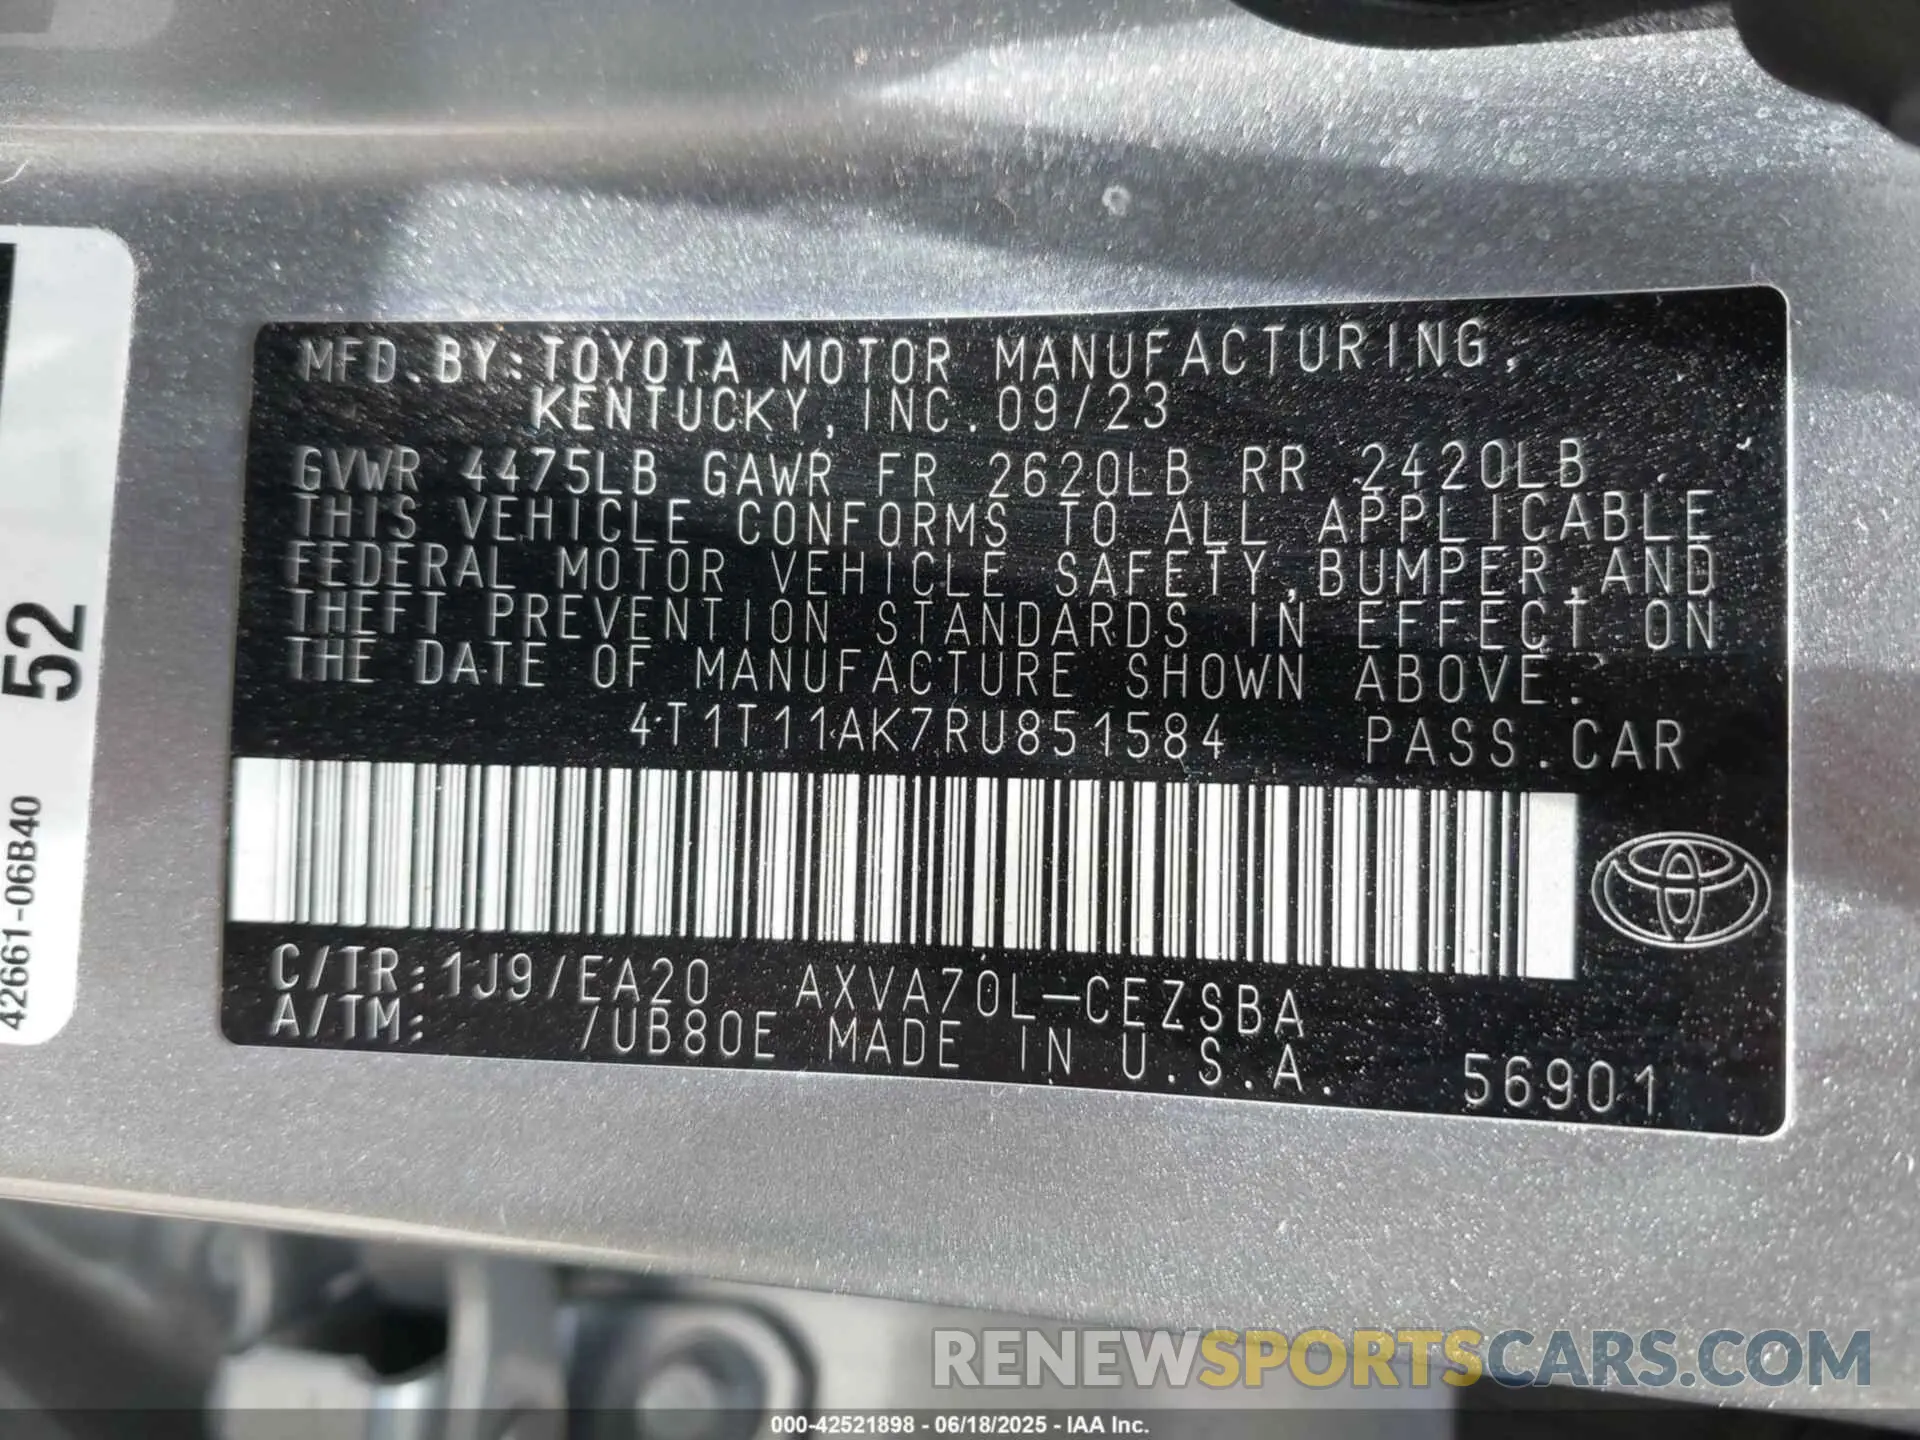 MFD. BY: TOYOTA MOTOR MANUFACTURING,
KENTUCKY, INC. 09/23
GVWR 4475LB GAWR FR 2620LB RR 2420LB
THIS VEHICLE CONFORMS TO ALL APPLICABLE
FEDERAL MOTOR VEHICLE SAFETY, BUMPER, AND
THEFT PREVENTION STANDARDS IN EFFECT ON
THE DATE OF MANUFACTURE SHOWN ABOVE.
4T1T11AK7RU851584 PASS. CAR
C/TR: 1J9/EA20 AXVA70L-CEZSBA
A/TM: /UB80E MADE IN U.S.A. 56901
52
42661-06B40
RENEWSPORTSCARS.COM
000-42521898 - 06/18/2025 - IAA Inc.